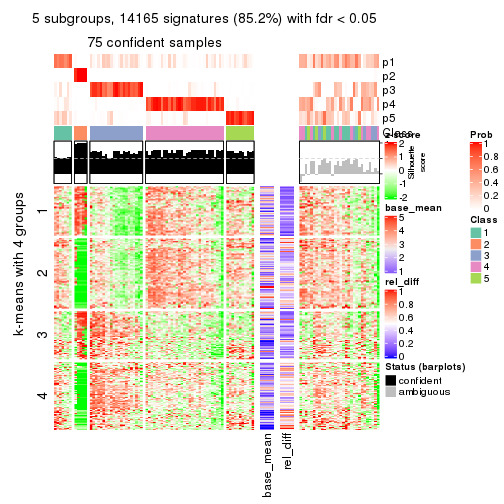 5 subgroups, 14165 signatures (85.2%) with fdr < 0.05
75 confident samples
p1
p2
p3
p4
p5
Class
z-score
2
1
0
-1
-2
Silhouette
score
Prob
1
0.8
0.6
0.4
0.2
0
Class
1
2
3
4
5
base_mean
5
4
3
2
1
rel_diff
1
0.8
0.6
0.4
0.2
0
Status (barplots)
confident
ambiguous
k-means with 4 groups
1
2
3
4
base_mean
rel_diff